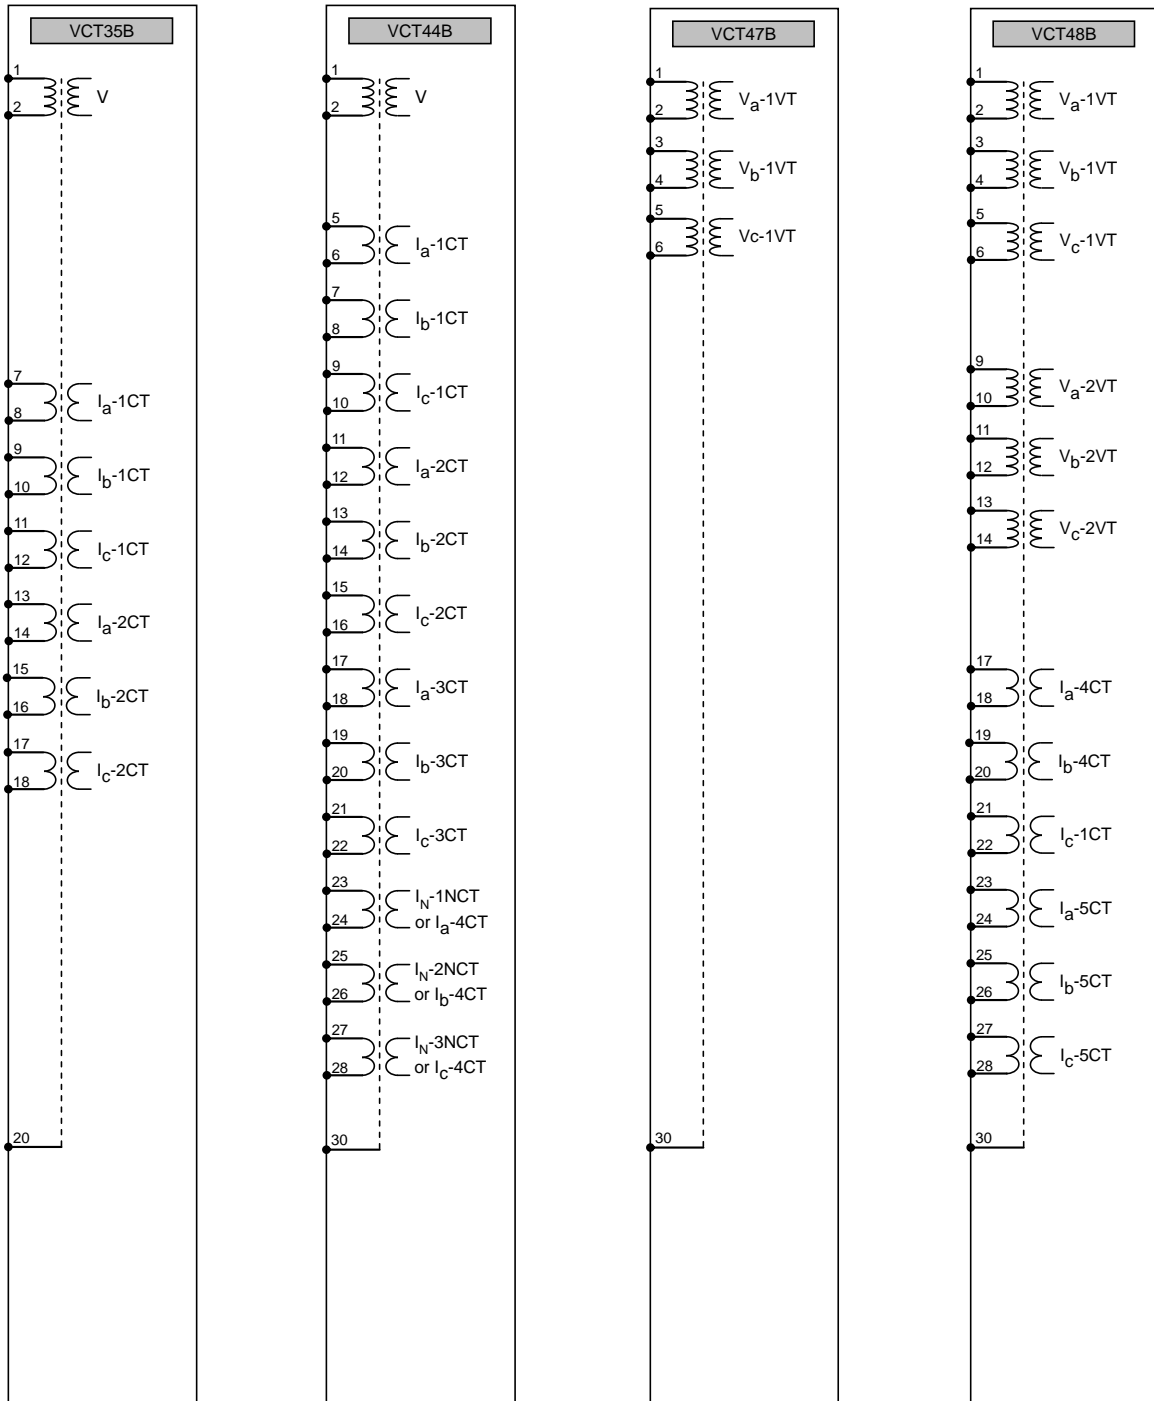 VCT35B
1
2
V
7
8
Ia-1CT
9
10
Ib-1CT
11
12
Ic-1CT
13
14
Ia-2CT
15
16
Ib-2CT
17
18
Ic-2CT
20
VCT44B
1
2
V
5
6
Ia-1CT
7
8
Ib-1CT
9
10
Ic-1CT
11
12
Ia-2CT
13
14
Ib-2CT
15
16
Ic-2CT
17
18
Ia-3CT
19
20
Ib-3CT
21
22
Ic-3CT
23
24
IN-1NCT
or Ia-4CT
25
26
IN-2NCT
or Ib-4CT
27
28
IN-3NCT
or Ic-4CT
30
VCT47B
1
2
Va-1VT
3
4
Vb-1VT
5
6
Vc-1VT
30
VCT48B
1
2
Va-1VT
3
4
Vb-1VT
5
6
Vc-1VT
9
10
Va-2VT
11
12
Vb-2VT
13
14
Vc-2VT
17
18
Ia-4CT
19
20
Ib-4CT
21
22
Ic-1CT
23
24
Ia-5CT
25
26
Ib-5CT
27
28
Ic-5CT
30